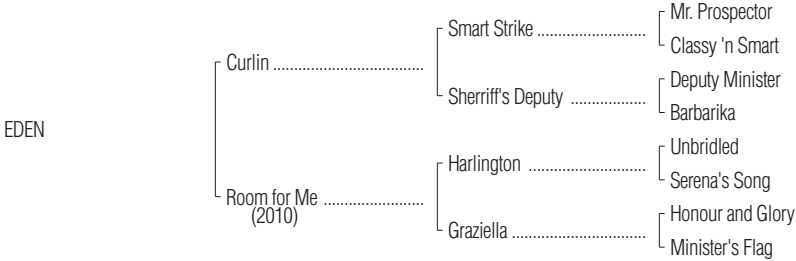 Mr. Prospector
Smart Strike ..........................
Classy 'n Smart
Curlin ....................................
Deputy Minister
Sherriff's Deputy ..................
Barbarika
EDEN
Unbridled
Harlington ............................
Serena's Song
Room for Me ........................
(2010)
Honour and Glory
Graziella ................................
Minister's Flag